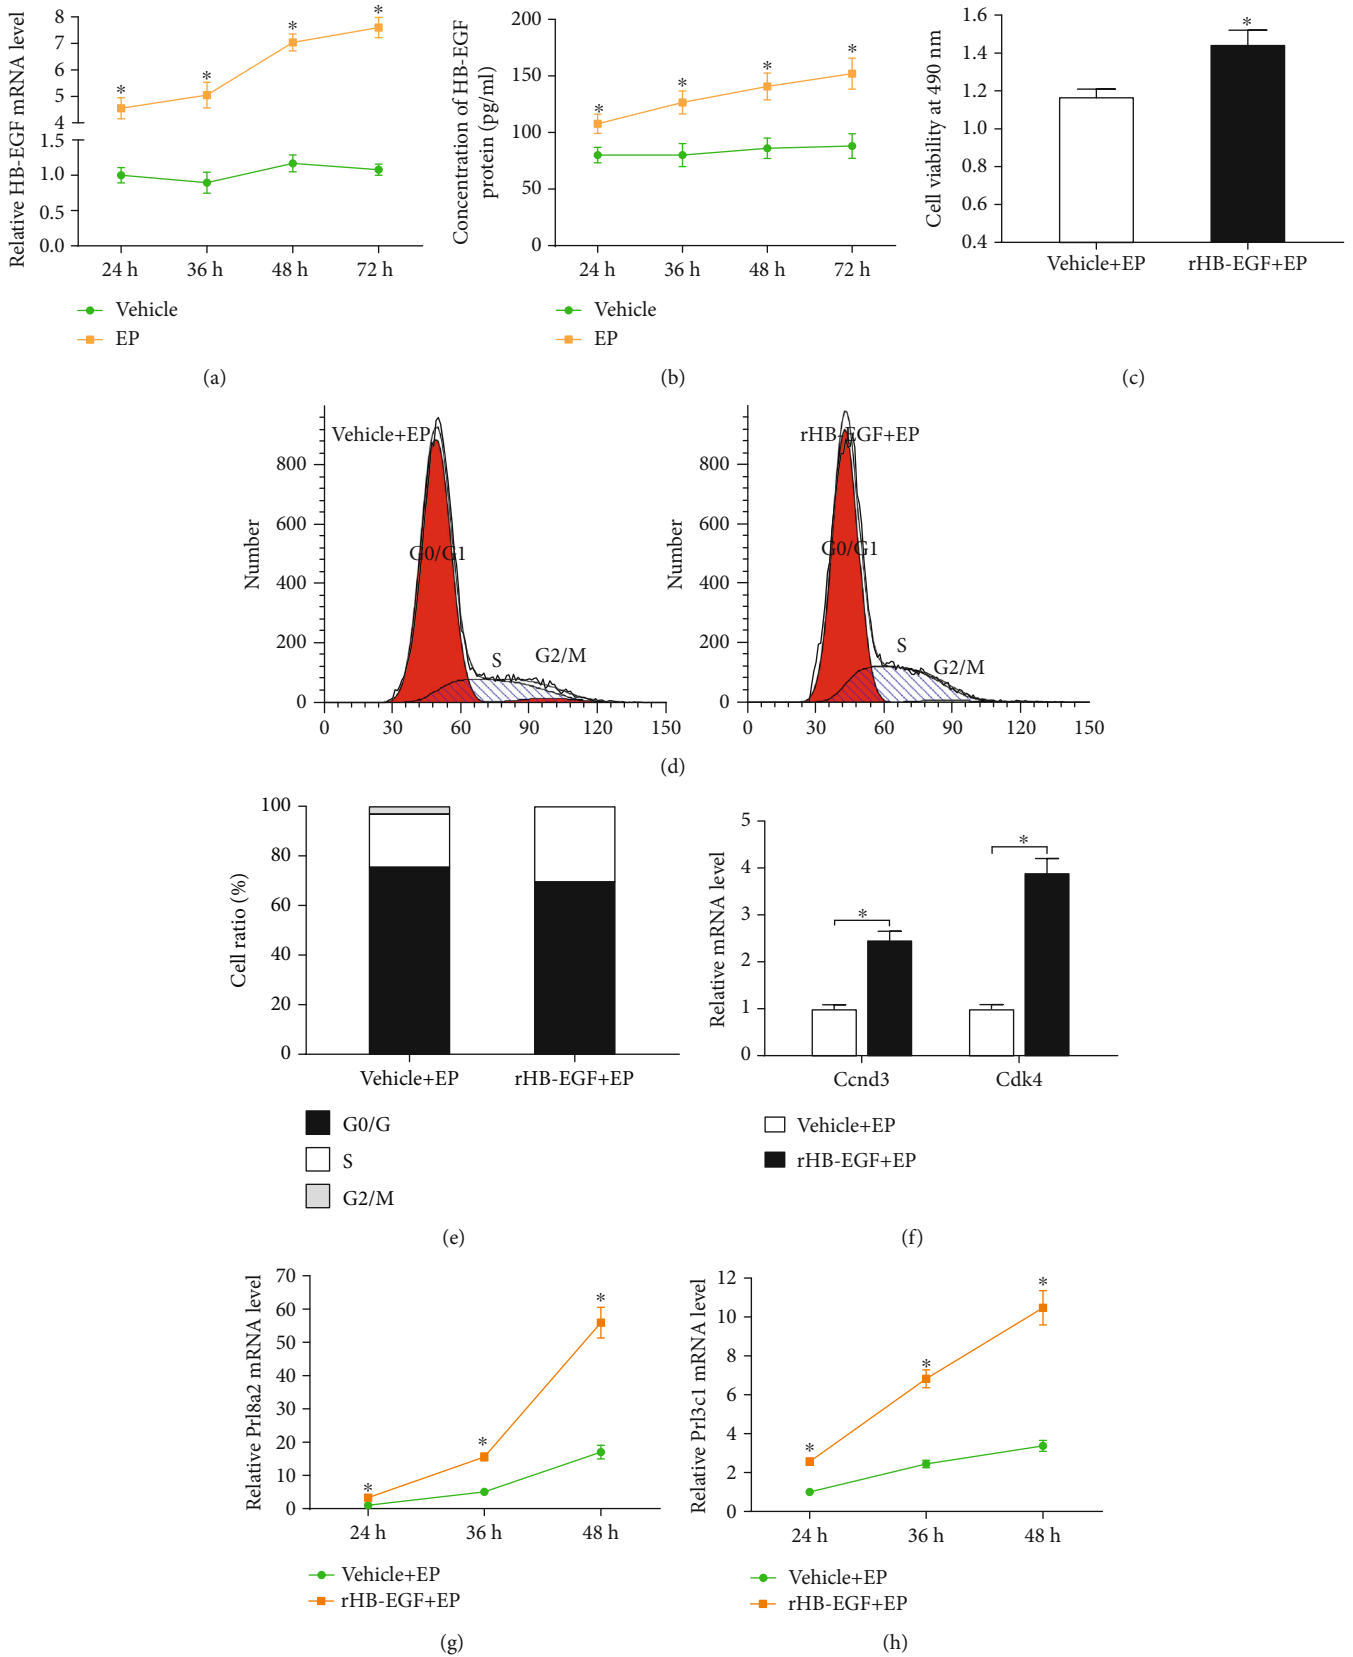 Relative HB-EGF mRNA level
8
7
6
5
4
1.5
1.0
0.5
0.0
*
*
*
*
24 h
36 h
48 h
72 h
Vehicle
EP
(a)
Concentration of HB-EGF
protein (pg/ml)
200
150
100
50
0
*
*
*
*
24 h
36 h
48 h
72 h
Vehicle
EP
(b)
Cell viability at 490 nm
1.6
1.4
1.2
1.0
0.6
0.4
*
Vehicle+EP
rHB-EGF+EP
(c)
Number
800
600
400
200
0
Vehicle+EP
G0/G1
S
G2/M
0
30
60
90
120
150
Number
800
600
400
200
0
rHB-EGF+EP
G0/G1
S
G2/M
0
30
60
90
120
150
(d)
Cell ratio (%)
100
80
60
40
20
0
Vehicle+EP
rHB-EGF+EP
G0/G
S
G2/M
(e)
Relative mRNA level
5
4
3
2
1
0
*
*
Ccnd3
Cdk4
Vehicle+EP
rHB-EGF+EP
(f)
Relative Prl8a2 mRNA level
70
60
50
40
30
20
10
0
*
*
*
24 h
36 h
48 h
Vehicle+EP
rHB-EGF+EP
(g)
Relative Prl3c1 mRNA level
12
10
8
6
4
2
0
*
*
*
24 h
36 h
48 h
Vehicle+EP
rHB-EGF+EP
(h)